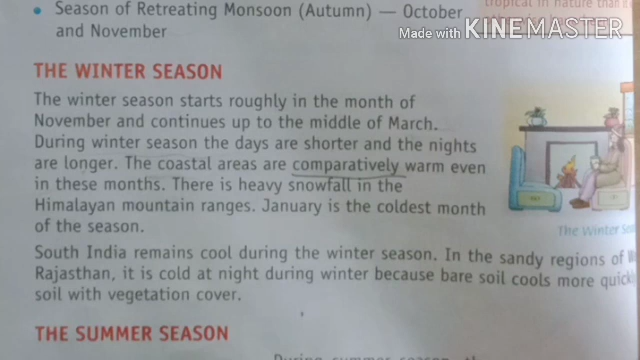 • Season of Retreating Monsoon (Autumn) — October
and November
tropical in nature than it
Made with KINEMASTER
THE WINTER SEASON
The winter season starts roughly in the month of
November and continues up to the middle of March.
During winter season the days are shorter and the nights
are longer. The coastal areas are comparatively warm even
in these months. There is heavy snowfall in the
Himalayan mountain ranges. January is the coldest month
of the season.
The Winter
South India remains cool during the winter season. In the sandy regions of
Rajasthan, it is cold at night during winter because bare soil cools more
soil with vegetation cover.
THE SUMMER SEASON
During summer season, the